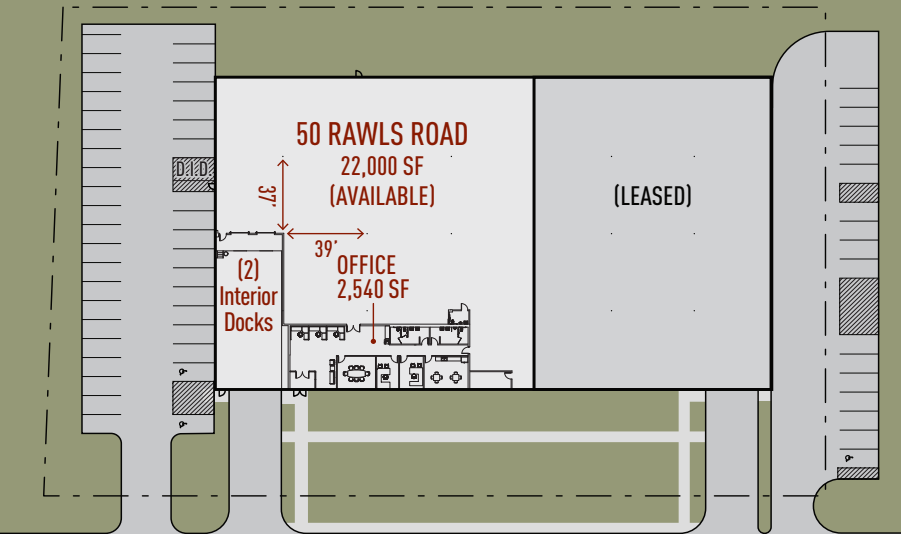 50 RAWLS ROAD
22,000 SF
(AVAILABLE)
(LEASED)
D.I.D.
37'
39'
OFFICE
2,540 SF
(2)
Interior
Docks